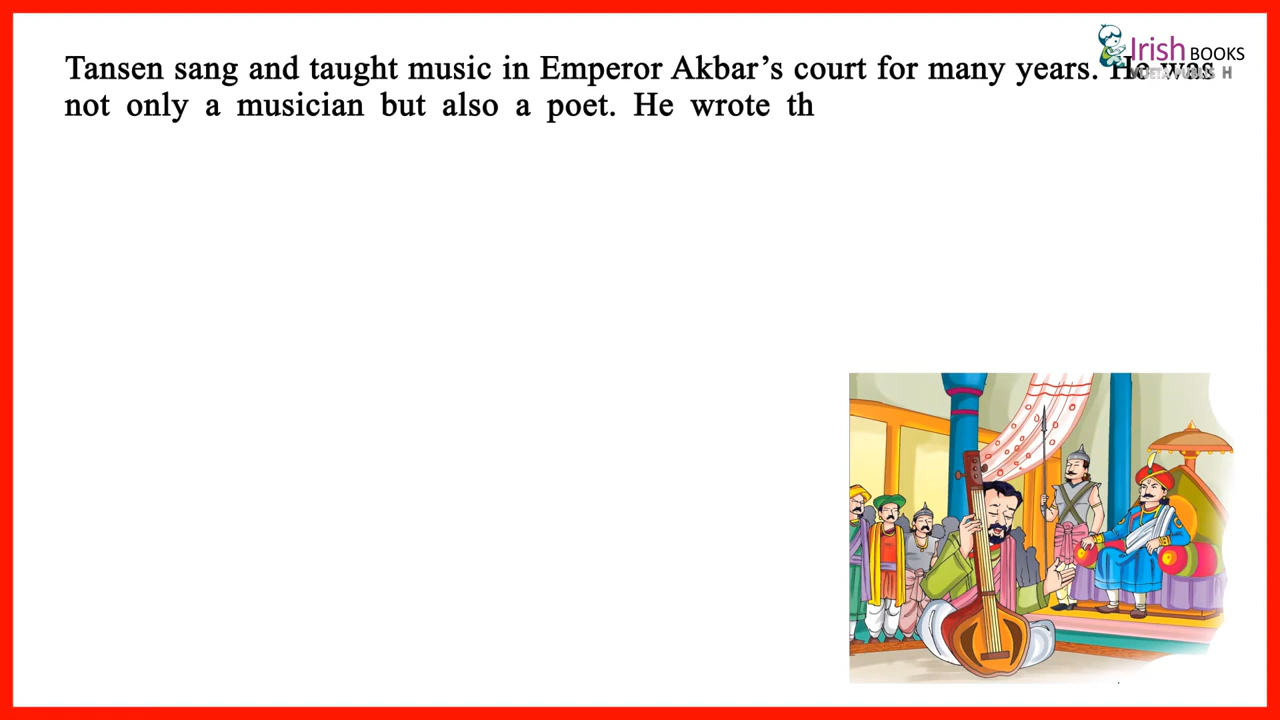 Irish BOOKS
Tansen sang and taught music in Emperor Akbar’s court for many years. He was
not only a musician but also a poet. He wrote th